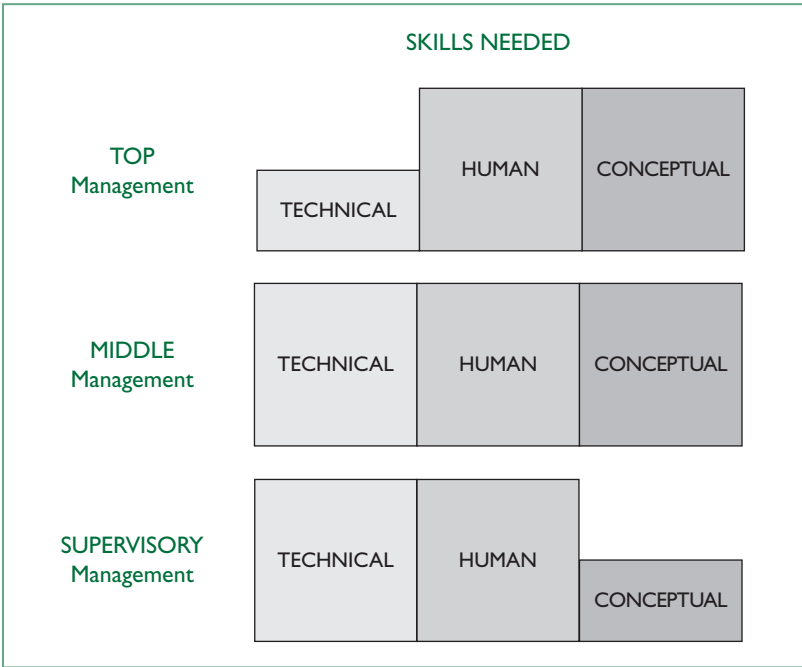 SKILLS NEEDED
TOP
Management
TECHNICAL
HUMAN
CONCEPTUAL
MIDDLE
Management
TECHNICAL
HUMAN
CONCEPTUAL
SUPERVISORY
Management
TECHNICAL
HUMAN
CONCEPTUAL